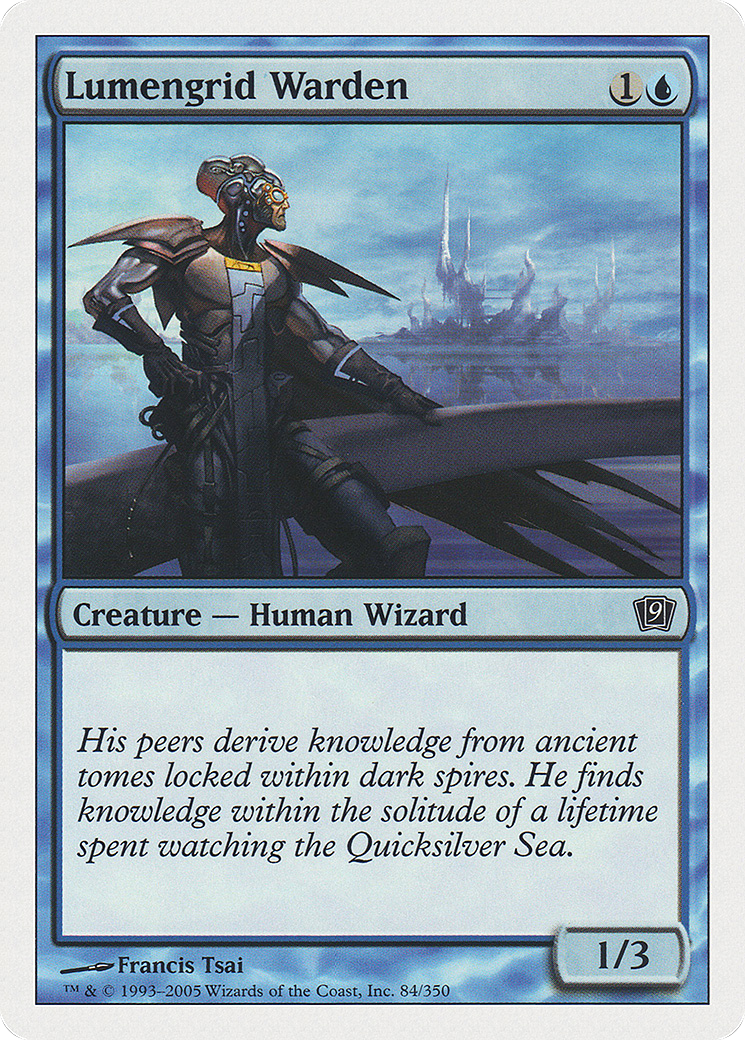 Lumengrid Warden 1
Creature — Human Wizard 9
His peers derive knowledge from ancient
tomes locked within dark spires. He finds
knowledge within the solitude of a lifetime
spent watching the Quicksilver Sea.
1/3
Francis Tsai
™ & © 1993–2005 Wizards of the Coast, Inc. 84/350